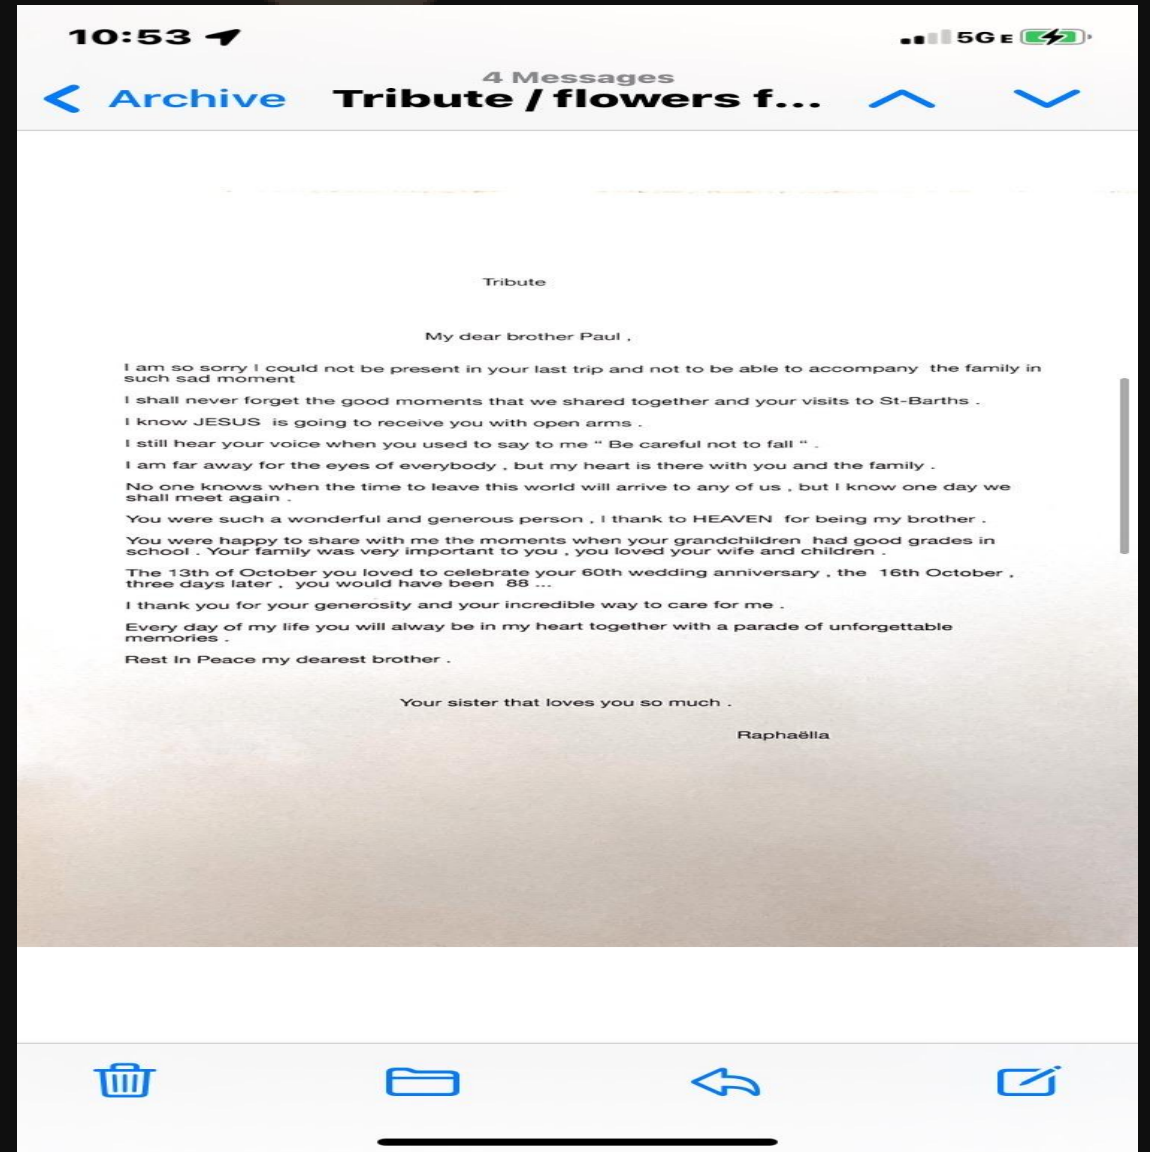 10:53
5G E
4 Messages
Archive
Tribute / flowers f...
Tribute
My dear brother Paul ,
I am so sorry I could not be present in your last trip and not to be able to accompany  the family in
such sad moment
I shall never forget the good moments that we shared together and your visits to St-Barths .
I know JESUS  is going to receive you with open arms .
I still hear your voice when you used to say to me “ Be careful not to fall “ .
I am far away for the eyes of everybody , but my heart is there with you and the family .
No one knows when the time to leave this world will arrive to any of us , but I know one day we
shall meet again .
You were such a wonderful and generous person , I thank to HEAVEN  for being my brother .
You were happy to share with me the moments when your grandchildren  had good grades in
school . Your family was very important to you , you loved your wife and children .
The 13th of October you loved to celebrate your 60th wedding anniversary , the  16th October ,
three days later ,  you would have been  88 ...
I thank you for your generosity and your incredible way to care for me .
Every day of my life you will alway be in my heart together with a parade of unforgettable
memories .
Rest In Peace my dearest brother .
Your sister that loves you so much .
Raphaëlla